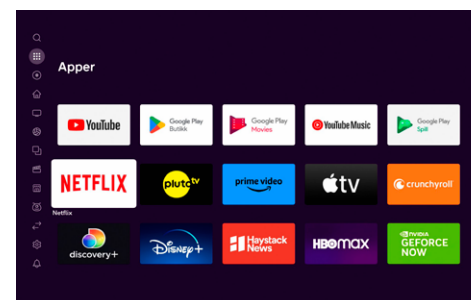 Apper
YouTube
Google Play
Butikk
Google Play
Movies
YouTube Music
Google Play
Spill
NETFLIX
pluto tv
prime video
tv
crunchyroll
Netflix
discovery+
Disney+
Haystack
News
HBOMAX
NVIDIA
GEFORCE
NOW